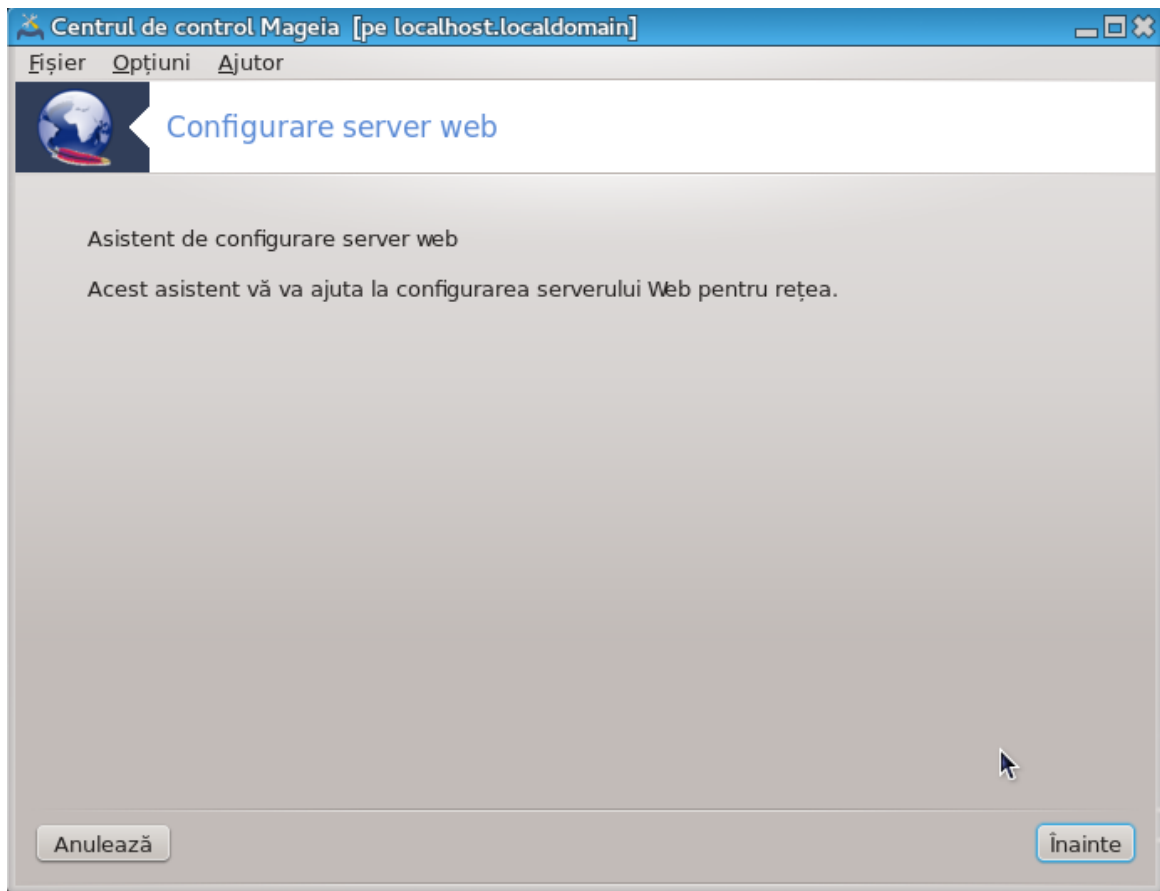 Centrul de control Mageia [pe localhost.localdomain]
Fișier Opțiuni Ajutor
Configurare server web
Asistent de configurare server web
Acest asistent vă va ajuta la configurarea serverului Web pentru rețea.
Anulează Înainte